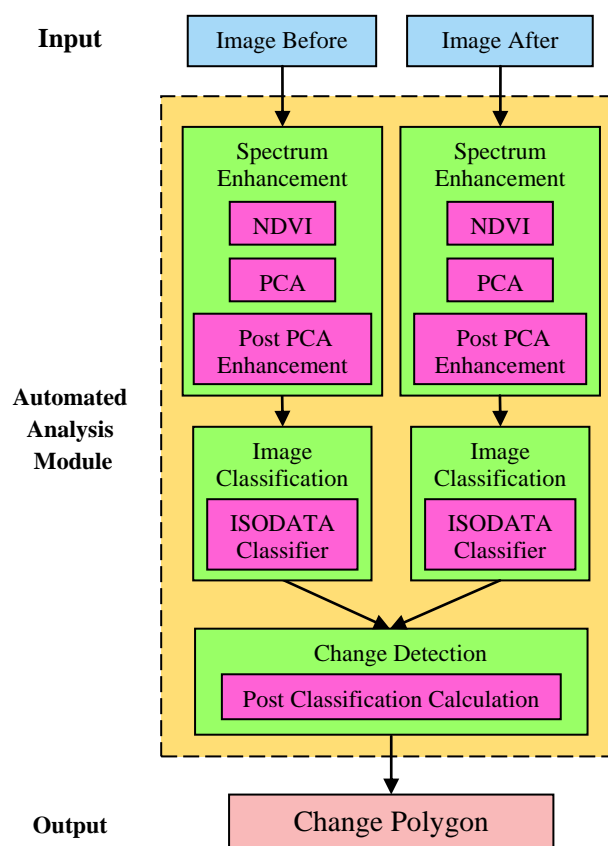 Input
Image Before
Image After
Spectrum
Enhancement
NDVI
PCA
Post PCA
Enhancement
Spectrum
Enhancement
NDVI
PCA
Post PCA
Enhancement
Automated
Analysis
Module
Image
Classification
ISODATA
Classifier
Image
Classification
ISODATA
Classifier
Change Detection
Post Classification Calculation
Output
Change Polygon